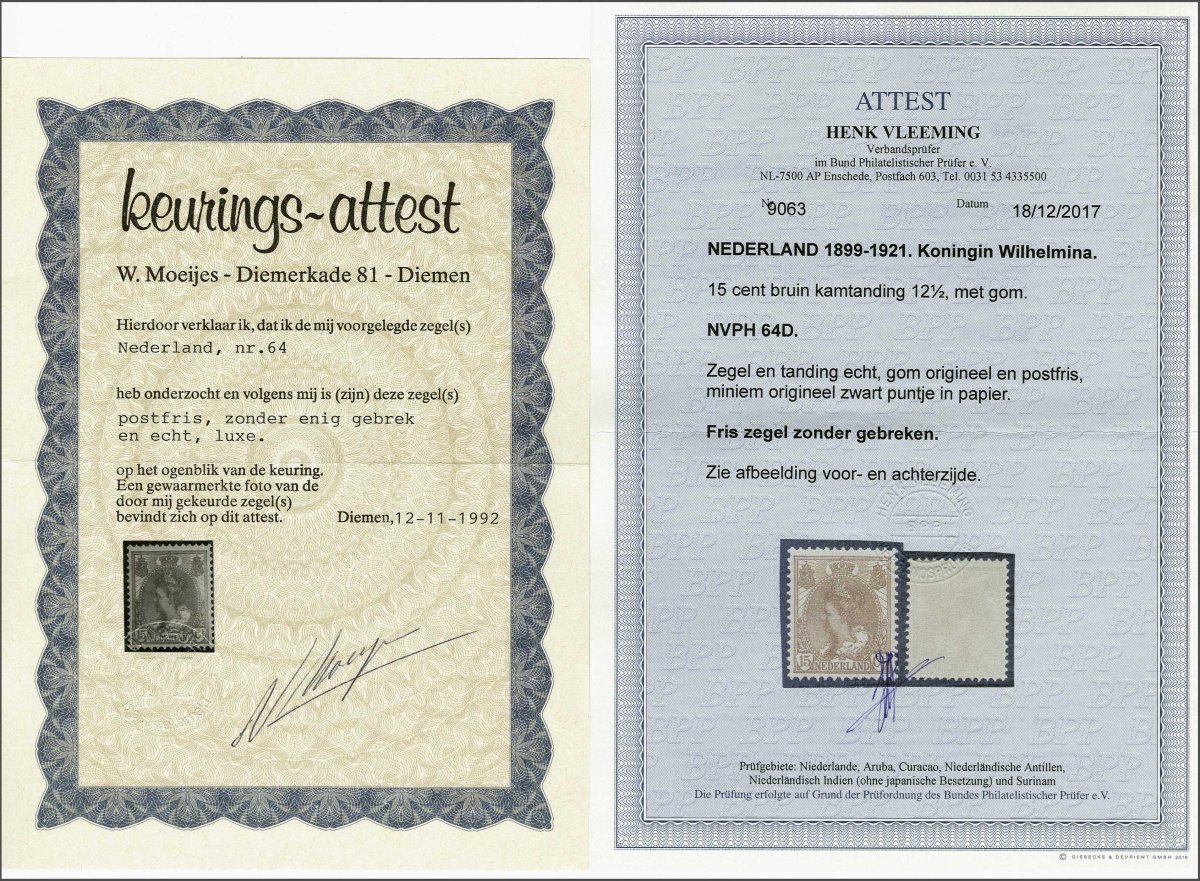 keurings-attest
W. Moeijes - Diemerkade 81 - Diemen
Hierdoor verklaar ik, dat ik de mij voorgelegde zegel(s)
Nederland, nr.64
heb onderzocht en volgens mij is (zijn) deze zegel(s)
postfris, zonder enig gebrek
en echt, luxe.
op het ogenblik van de keuring.
Een gewaarmerkte foto van de
door mij gekeurde zegel(s)
bevindt zich op dit attest. Diemen, 12-11-1992
15
ATTEST
HENK VLEEMING
Verbandsprüfer
im Bund Philatelistischer Prüfer e. V.
NL-7500 AP Enschede, Postfach 603, Tel. 0031 53 4335500
№ 9063 Datum 18/12/2017
NEDERLAND 1899-1921. Koningin Wilhelmina.
15 cent bruin kamtanding 12½, met gom.
NVPH 64D.
Zegel en tanding echt, gom origineel en postfris,
miniem origineel zwart puntje in papier.
Fris zegel zonder gebreken.
Zie afbeelding voor- en achterzijde.
BPP
15 NEDERLAND
Prüfgebiete: Niederlande, Aruba, Curacao, Niederländische Antillen,
Niederländisch Indien (ohne japanische Besetzung) und Surinam
Die Prüfung erfolgte auf Grund der Prüfordnung des Bundes Philatelistischer Prüfer e.V.
© GIESECKE & DEVRIENT GMBH 2016